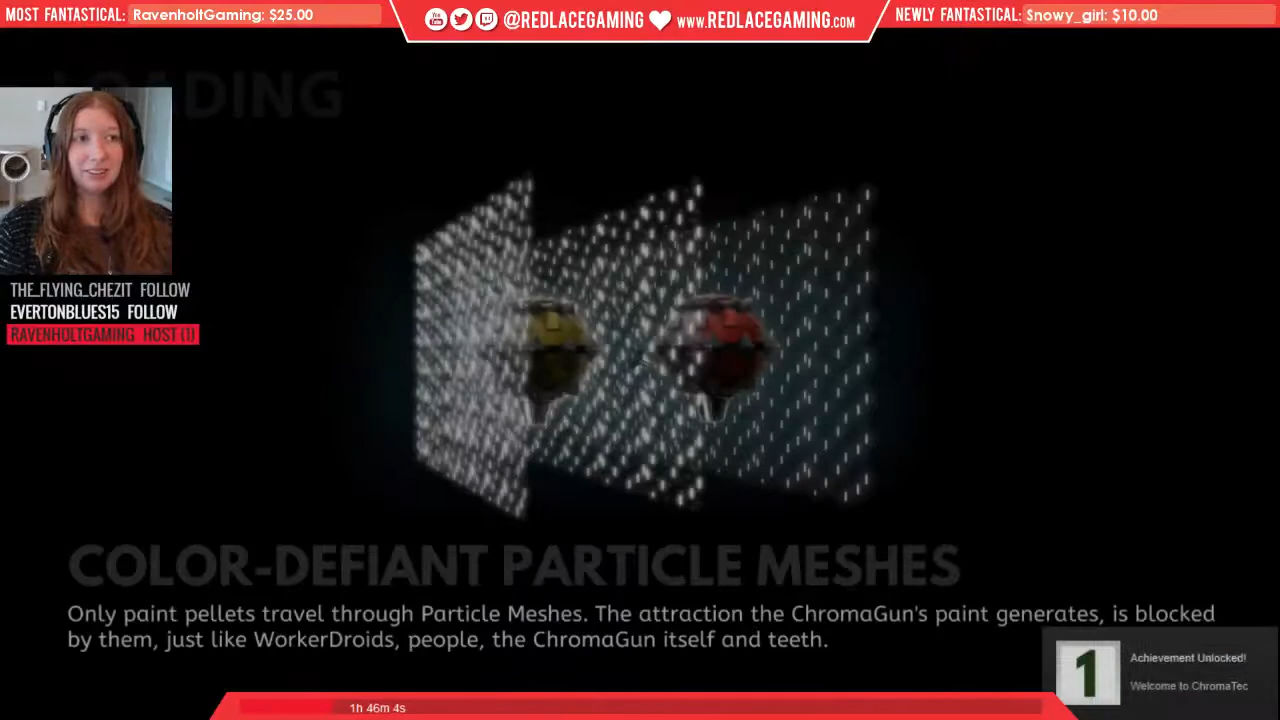 MOST FANTASTICAL: RavenholtGaming: $25.00
@REDLACEGAMING www.REDLACEGAMING.com
NEWLY FANTASTICAL: Snowy_girl: $10.00
LOADING
THE_FLYING_CHEZIT FOLLOW
EVERTONBLUES15 FOLLOW
RAVENHOLTGAMING HOST (1)
COLOR-DEFIANT PARTICLE MESHES
Only paint pellets travel through Particle Meshes. The attraction the ChromaGun's paint generates, is blocked
by them, just like WorkerDroids, people, the ChromaGun itself and teeth.
1
Achievement Unlocked!
Welcome to ChromaTec
1h 46m 4s